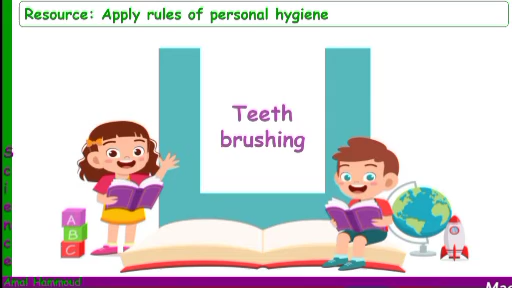 Resource: Apply rules of personal hygiene
Teeth
brushing
Science
A
B
C
Amal Hammoud